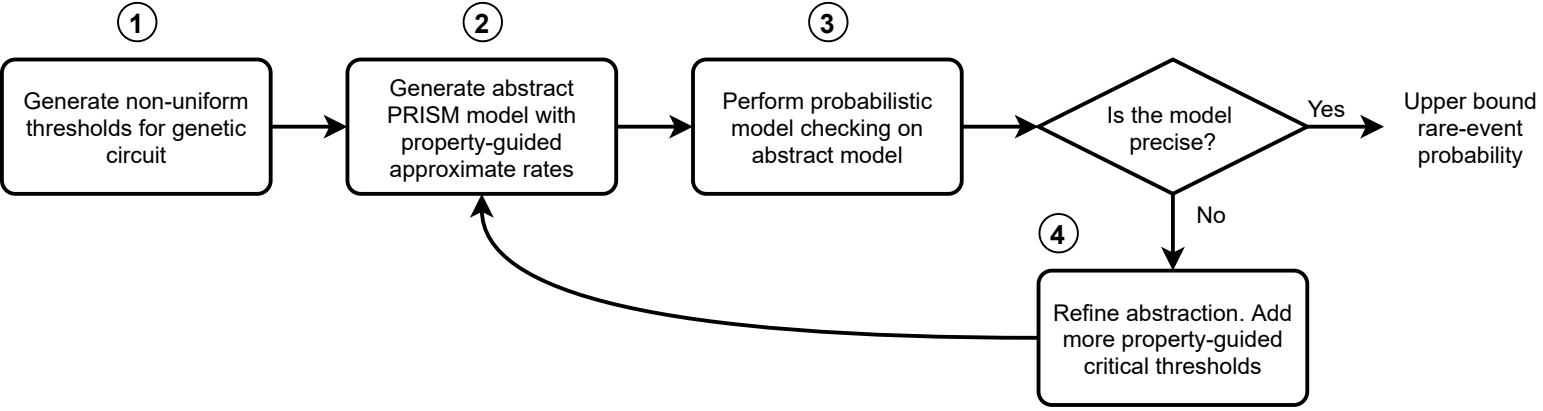 1
2
3
Generate non-uniform
thresholds for genetic
circuit
Generate abstract
PRISM model with
property-guided
approximate rates
Perform probabilistic
model checking on
abstract model
Is the model
precise?
Yes
Upper bound
rare-event
probability
No
4
Refine abstraction. Add
more property-guided
critical thresholds